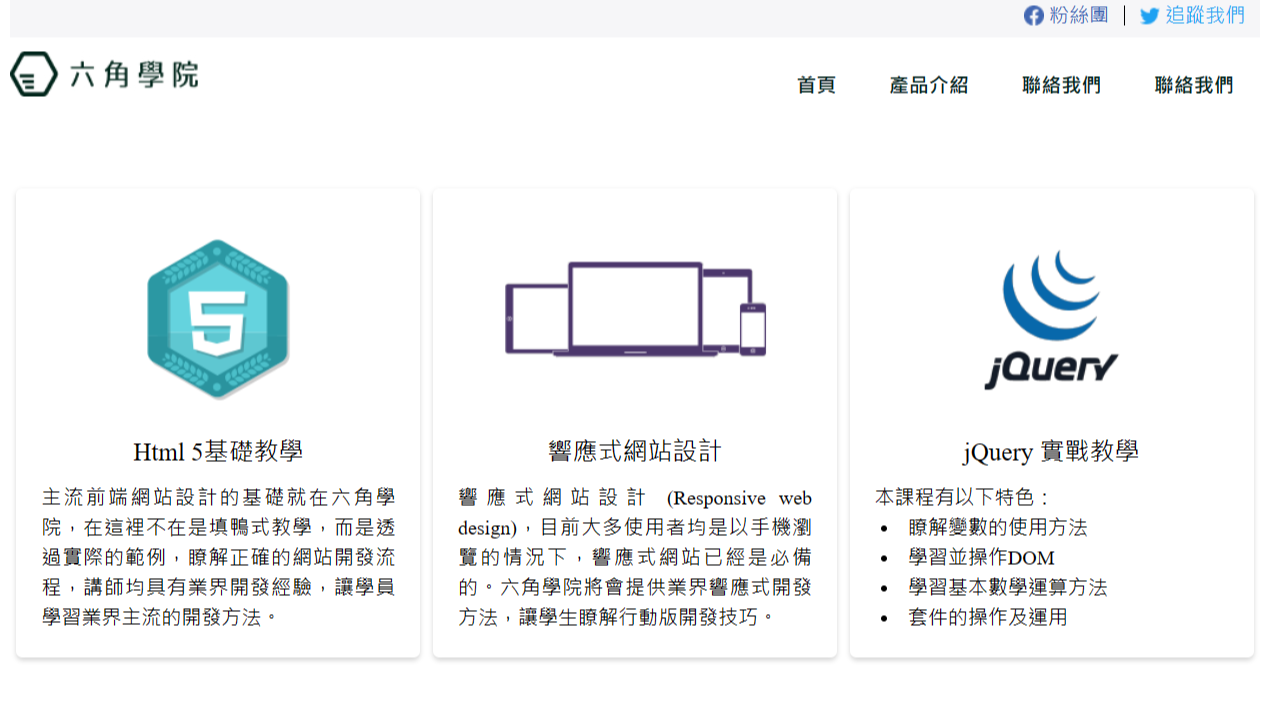 粉絲團 | 追蹤我們
六角學院
首頁 產品介紹 聯絡我們 聯絡我們
5
jQuery
Html 5基礎教學
主流前端網站設計的基礎就在六角學
院，在這裡不在是填鴨式教學，而是透
過實際的範例，瞭解正確的網站開發流
程，講師均具有業界開發經驗，讓學員
學習業界主流的開發方法。
響應式網站設計
響應式網站設計 (Responsive web
design)，目前大多使用者均是以手機瀏
覽的情況下，響應式網站已經是必備
的。六角學院將會提供業界響應式開發
方法，讓學生瞭解行動版開發技巧。
jQuery 實戰教學
本課程有以下特色：
• 瞭解變數的使用方法
• 學習並操作DOM
• 學習基本數學運算方法
• 套件的操作及運用